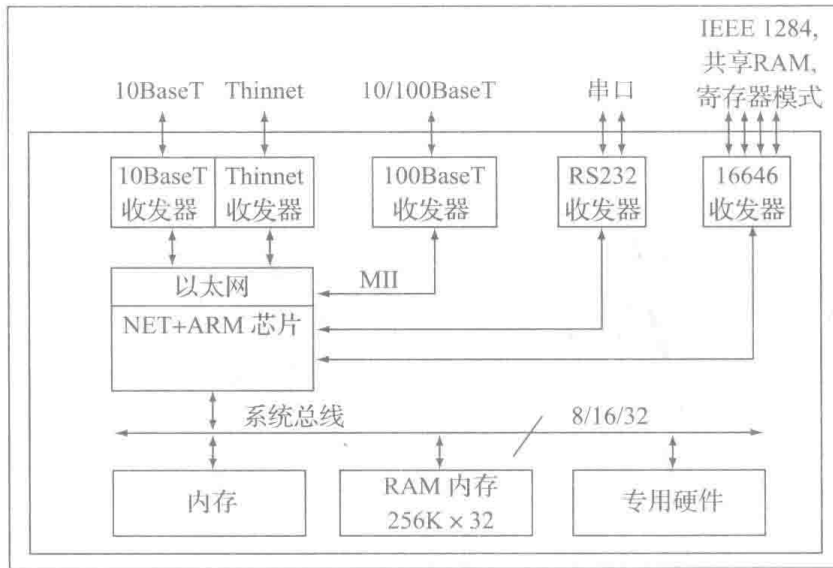 IEEE 1284,
共享RAM,
寄存器模式
10BaseT Thinnet 10/100BaseT 串口
10BaseT
收发器
Thinnet
收发器
100BaseT
收发器
RS232
收发器
16646
收发器
以太网
MII
NET+ARM 芯片
系统总线
8/16/32
内存
RAM 内存
256K × 32
专用硬件